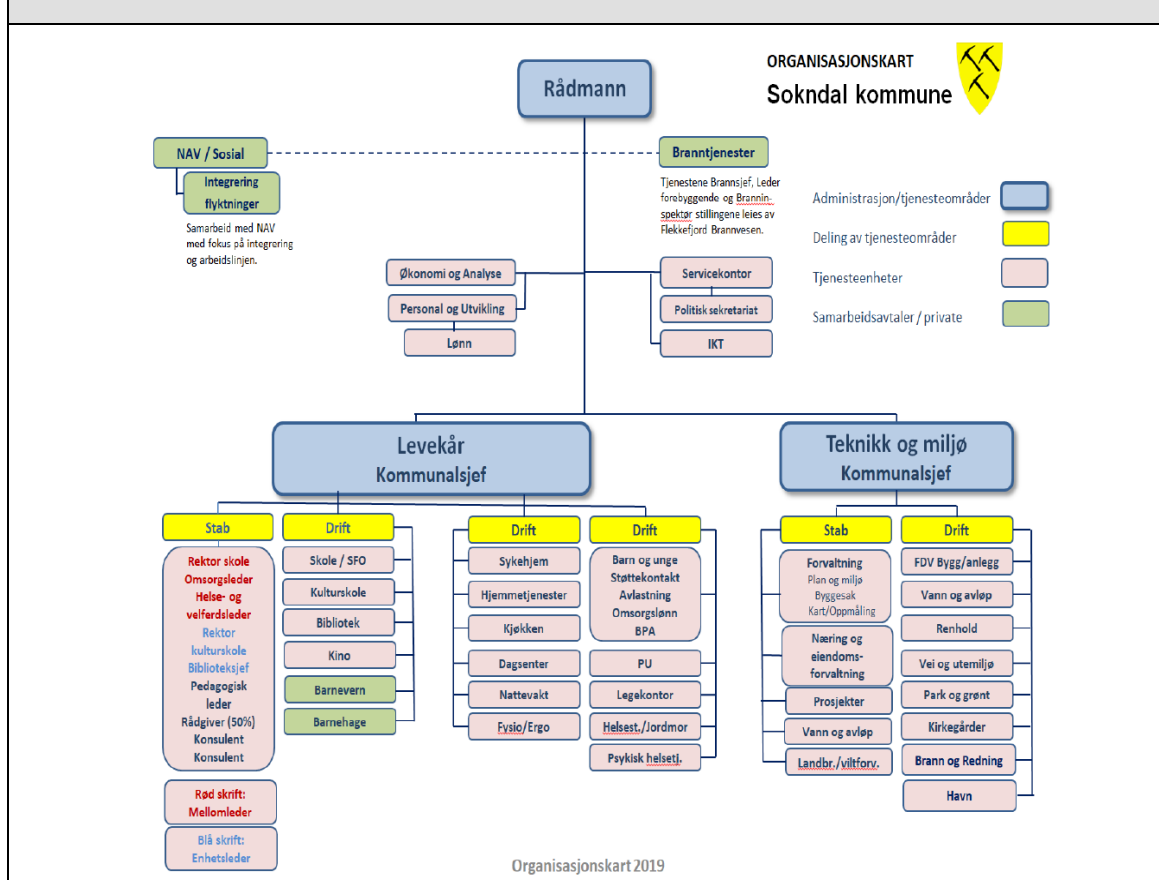 ORGANISASJONSKART
Sokndal kommune
Rådmann
NAV / Sosial
Integrering
flyktninger
Samarbeid med NAV
med fokus på integrering
og arbeidslinjen.
Branntjenester
Tjenestene Brannsjef, Leder
forebyggende og Brannin-
spektør stillingene leies av
Flekkefjord Brannvesen.
Administrasjon/tjenesteområder
Deling av tjenesteområder
Tjenesteenheter
Samarbeidsavtaler / private
Økonomi og Analyse
Personal og Utvikling
Lønn
Servicekontor
Politisk sekretariat
IKT
Levekår
Kommunalsjef
Teknikk og miljø
Kommunalsjef
Stab
Rektor skole
Omsorgsleder
Helse- og
velferdsleder
Rektor
kulturskole
Biblioteksjef
Pedagogisk
leder
Rådgiver (50%)
Konsulent
Konsulent
Rød skrift:
Mellomleder
Blå skrift:
Enhetsleder
Drift
Skole / SFO
Kulturskole
Bibliotek
Kino
Barnevern
Barnehage
Drift
Sykehjem
Hjemmetjenester
Kjøkken
Dagsenter
Nattevakt
Fysio/Ergo
Drift
Barn og unge
Støttekontakt
Avlastning
Omsorgslønn
BPA
PU
Legekontor
Helsest./Jordmor
Psykisk helsetj.
Stab
Forvaltning
Plan og miljø
Byggesak
Kart/Oppmåling
Næring og
eiendoms-
forvaltning
Prosjekter
Vann og avløp
Landbr./viltforv.
Drift
FDV Bygg/anlegg
Vann og avløp
Renhold
Vei og utemiljø
Park og grønt
Kirkegårder
Brann og Redning
Havn
Organisasjonskart 2019